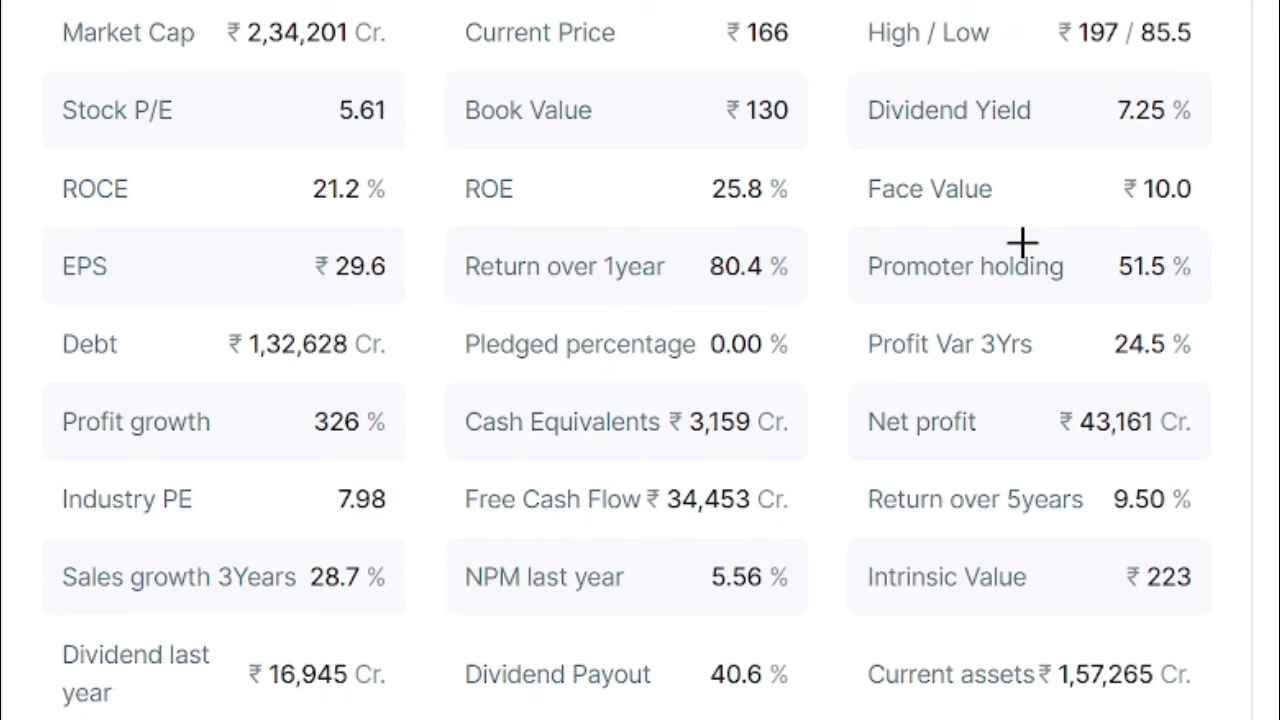 Market Cap ₹ 2,34,201 Cr. Current Price ₹ 166 High / Low ₹ 197 / 85.5
Stock P/E 5.61 Book Value ₹ 130 Dividend Yield 7.25 %
ROCE 21.2 % ROE 25.8 % Face Value ₹ 10.0
EPS ₹ 29.6 Return over 1year 80.4 % Promoter holding 51.5 %
Debt ₹ 1,32,628 Cr. Pledged percentage 0.00 % Profit Var 3Yrs 24.5 %
Profit growth 326 % Cash Equivalents ₹ 3,159 Cr. Net profit ₹ 43,161 Cr.
Industry PE 7.98 Free Cash Flow ₹ 34,453 Cr. Return over 5years 9.50 %
Sales growth 3Years 28.7 % NPM last year 5.56 % Intrinsic Value ₹ 223
Dividend last
year ₹ 16,945 Cr. Dividend Payout 40.6 % Current assets ₹ 1,57,265 Cr.